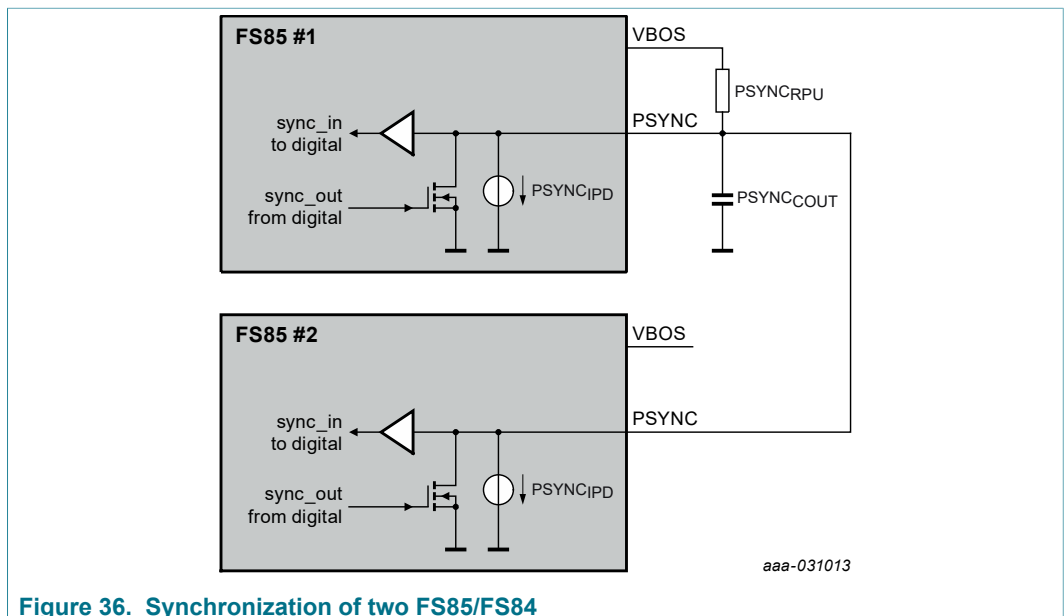 FS85 #1
VBOS
PSYNCRPU
PSYNC
sync_in
to digital
sync_out
from digital
PSYNCIPD
PSYNCCOUT
FS85 #2
VBOS
PSYNC
sync_in
to digital
sync_out
from digital
PSYNCIPD
aaa-031013
Figure 36. Synchronization of two FS85/FS84